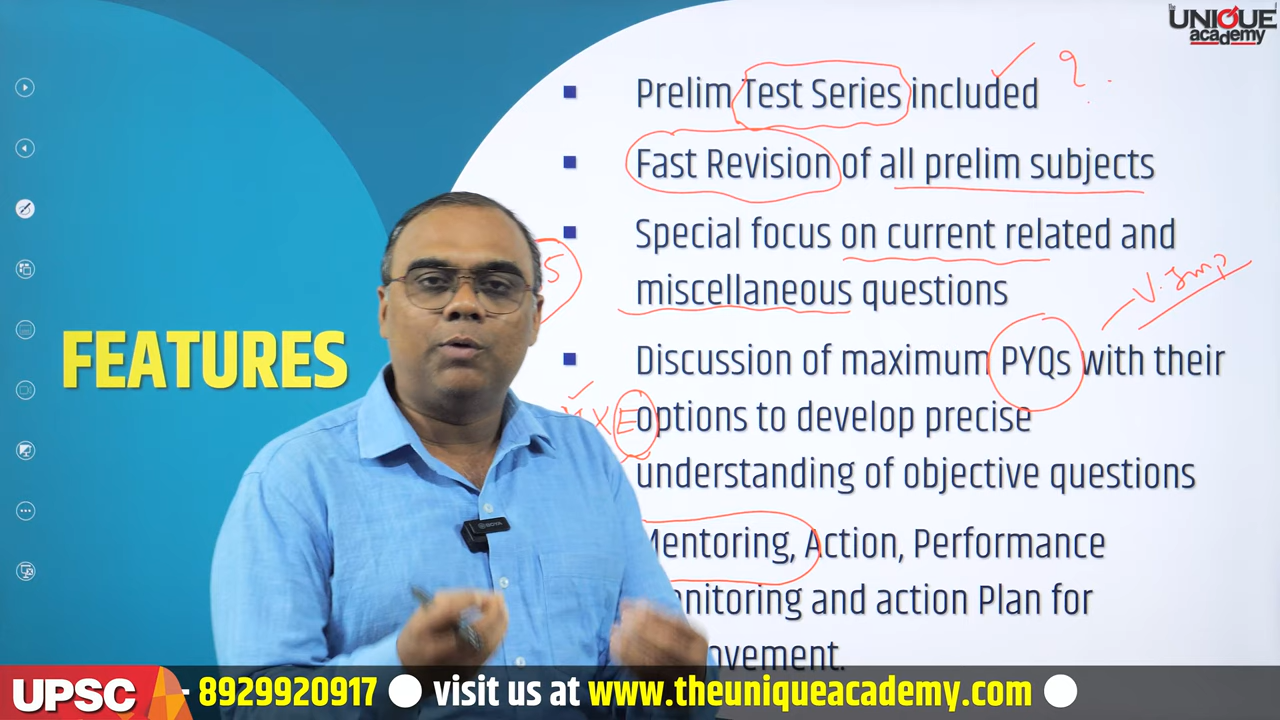 The
UNIQUE
academy
Prelim Test Series included
Fast Revision of all prelim subjects
Special focus on current related and
miscellaneous questions
V. Imp
Discussion of maximum PYQs with their
options to develop precise
understanding of objective questions
Mentoring, Action, Performance
and action Plan for
FEATURES
S
X E
BOYA
UPSC
- 8929920917 ● visit us at www.theuniqueacademy.com ●